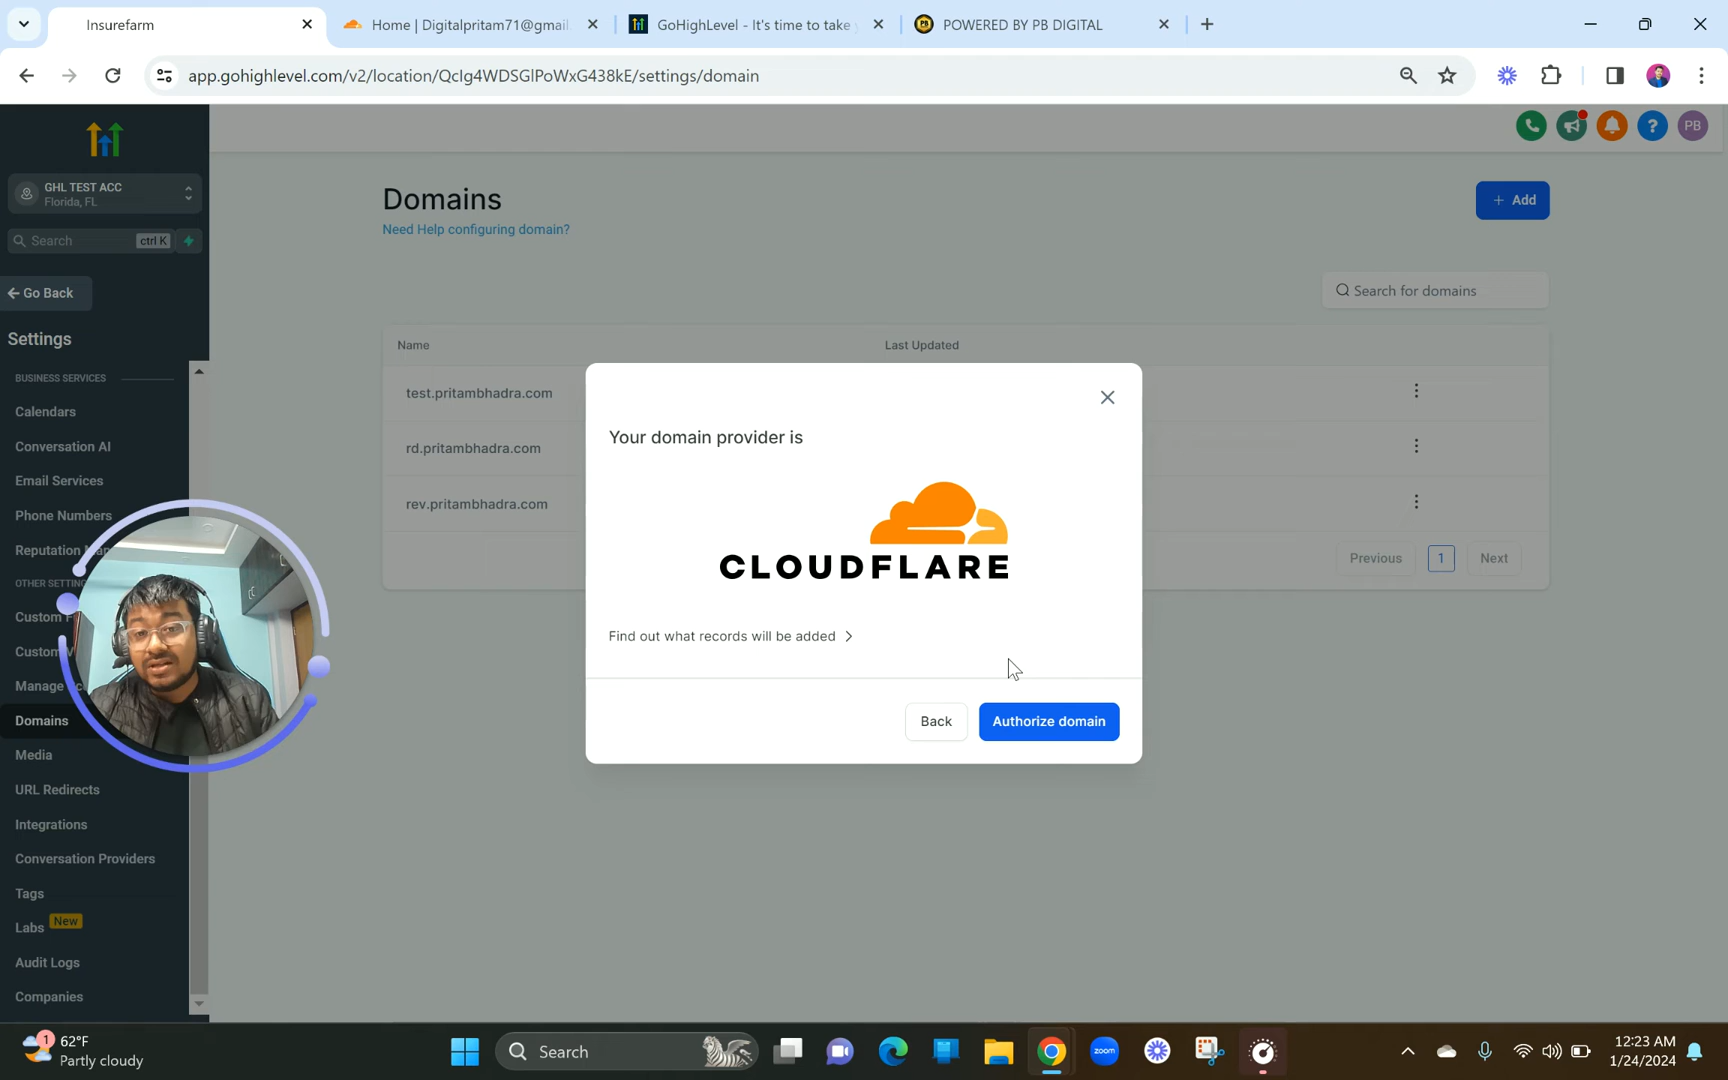 Insurefarm
Home | Digitalpritam71@gmail
GoHighLevel - It's time to take y
POWERED BY PB DIGITAL
app.gohighlevel.com/v2/location/QcIg4WDSGlPoWxG438kE/settings/domain
GHL TEST ACC
Florida, FL
Search
ctrl K
Go Back
Settings
BUSINESS SERVICES
Calendars
Conversation AI
Email Services
Phone Numbers
Reputation
OTHER SETTIN
Custom
Custom
Manage
Domains
Media
URL Redirects
Integrations
Conversation Providers
Tags
Labs New
Audit Logs
Companies
PB
Domains
Need Help configuring domain?
+ Add
Search for domains
Name
Last Updated
test.pritambhadra.com
rd.pritambhadra.com
rev.pritambhadra.com
Previous
1
Next
Your domain provider is
CLOUDFLARE
Find out what records will be added >
Back
Authorize domain
1
62°F
Partly cloudy
Search
zoom
12:23 AM
1/24/2024